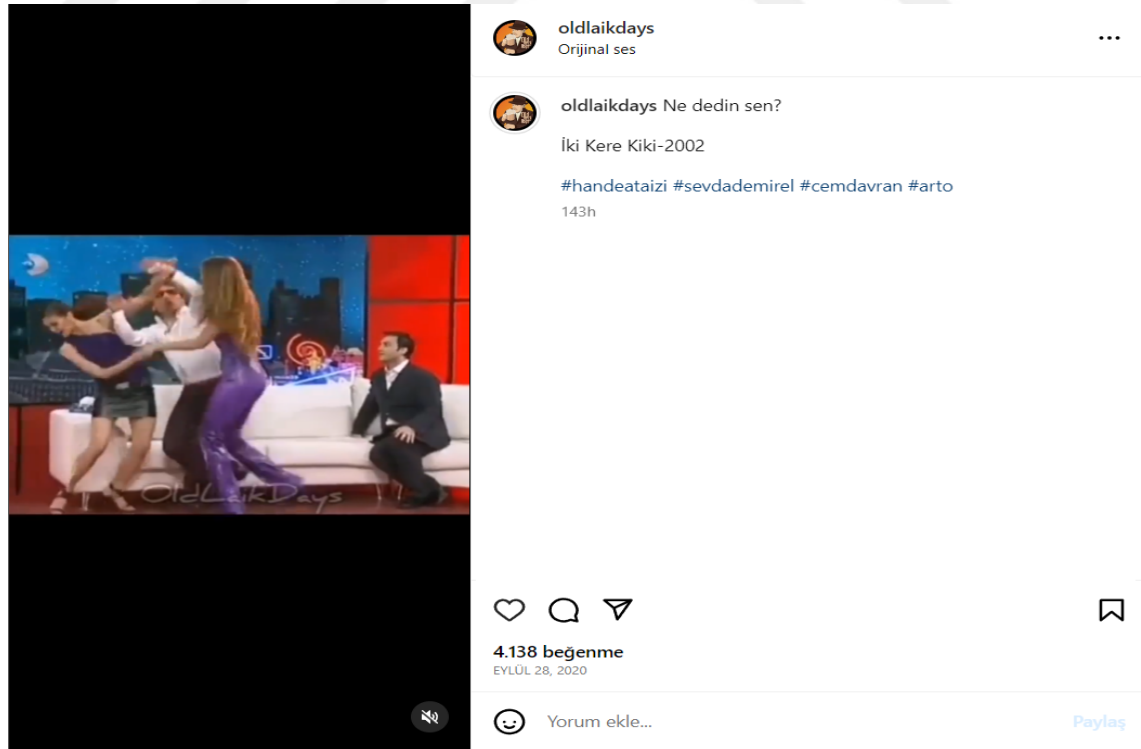 oldlaikdays
Orijinal ses
oldlaikdays Ne dedin sen?
İki Kere Kiki-2002
#handeataizi #sevdademirel #cemdavran #arto
143h
OldLaikDays
4.138 beğenme
EYLÜL 28, 2020
Yorum ekle...
Paylaş